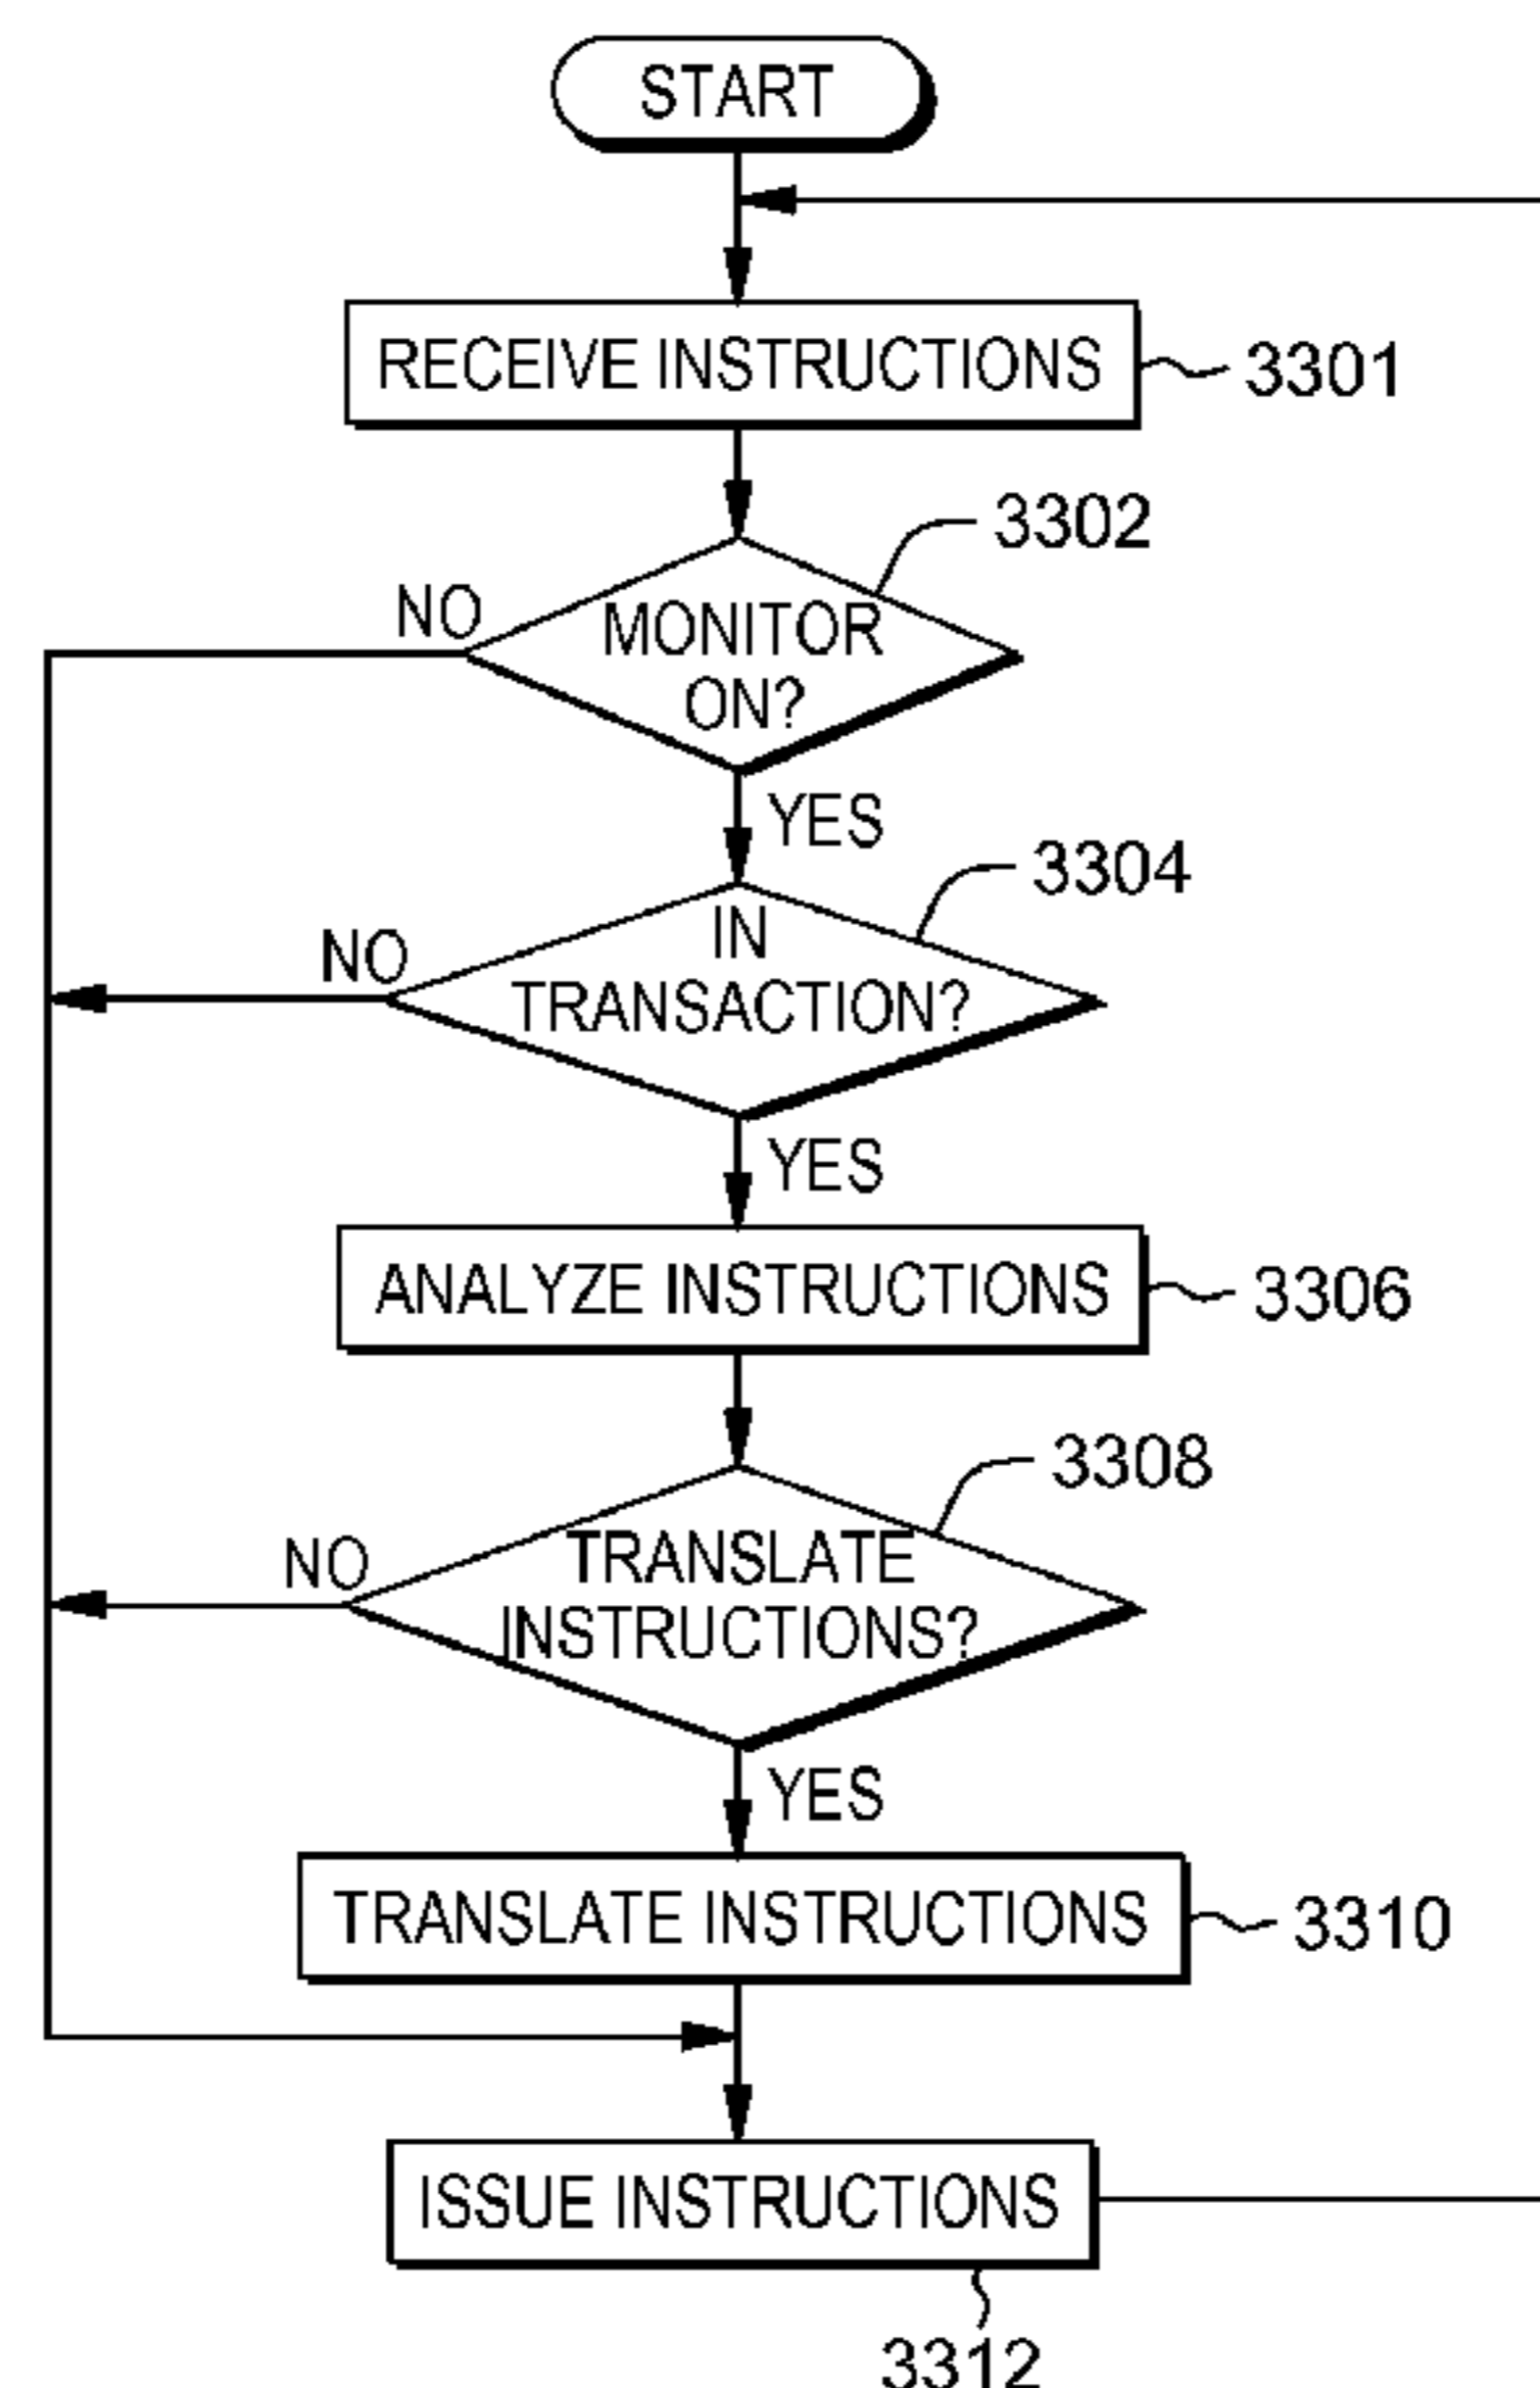 START
RECEIVE INSTRUCTIONS
3301
3302
NO
MONITOR
ON?
YES
3304
NO
IN
TRANSACTION?
YES
ANALYZE INSTRUCTIONS
3306
3308
NO
TRANSLATE
INSTRUCTIONS?
YES
TRANSLATE INSTRUCTIONS
3310
ISSUE INSTRUCTIONS
3312